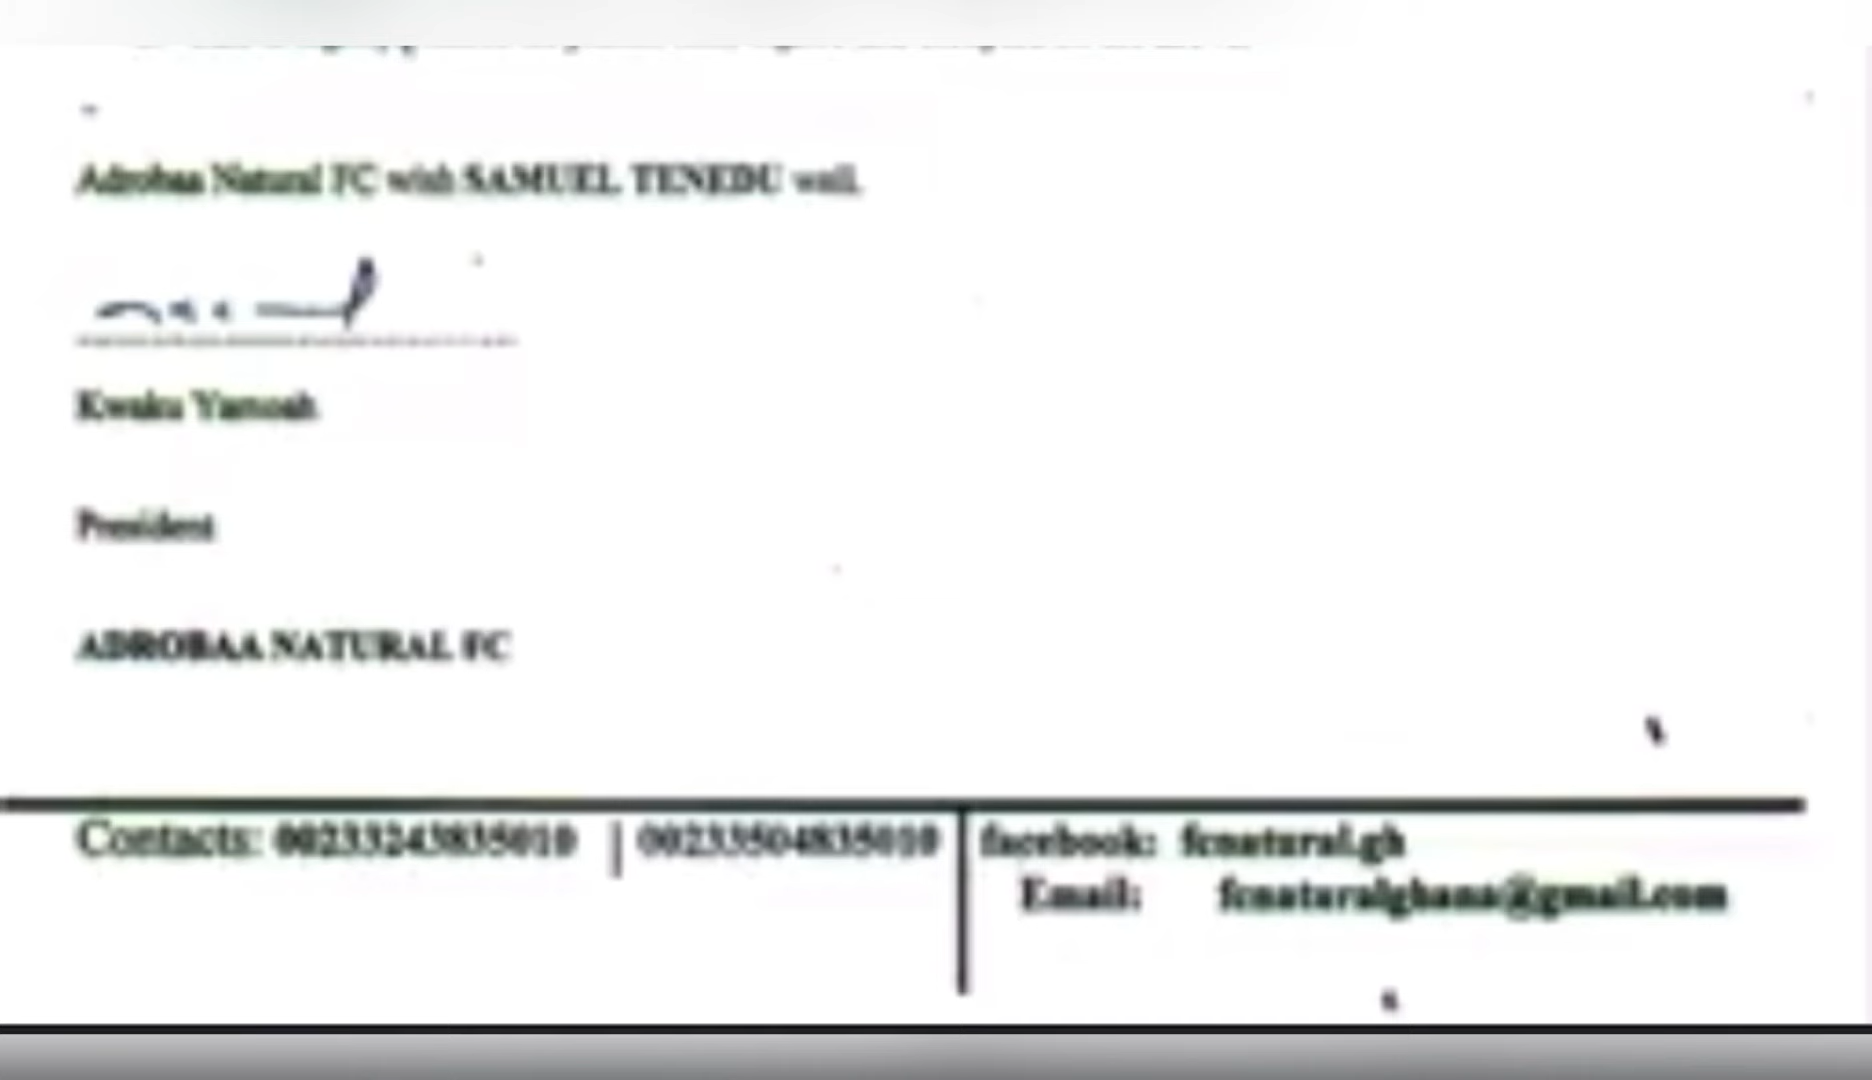 Adrobaa Natural FC wish SAMUEL TENEDU well.
Kwaku Yamoah
President
ADROBAA NATURAL FC
Contacts: 00233243835010 | 00233504835010
facebook: fcnatural.gh
Email: fcnaturalghana@gmail.com